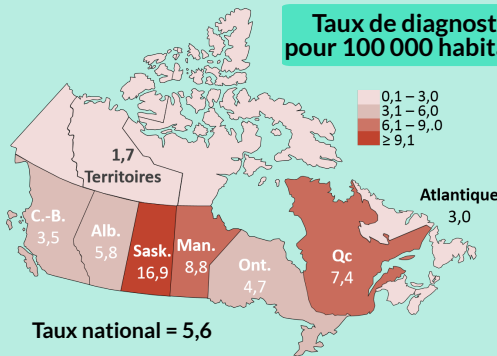 Taux de
pour 100 000
0,1 – 3,0
3,1 – 6,0
6,1 – 9,.0
≥ 9,1
1,7
Territoires
Atlantique
3,0
C.-B.
3,5
Alb.
5,8
Sask.
16,9
Man.
8,8
Ont.
4,7
Qc
7,4
Taux national = 5,6